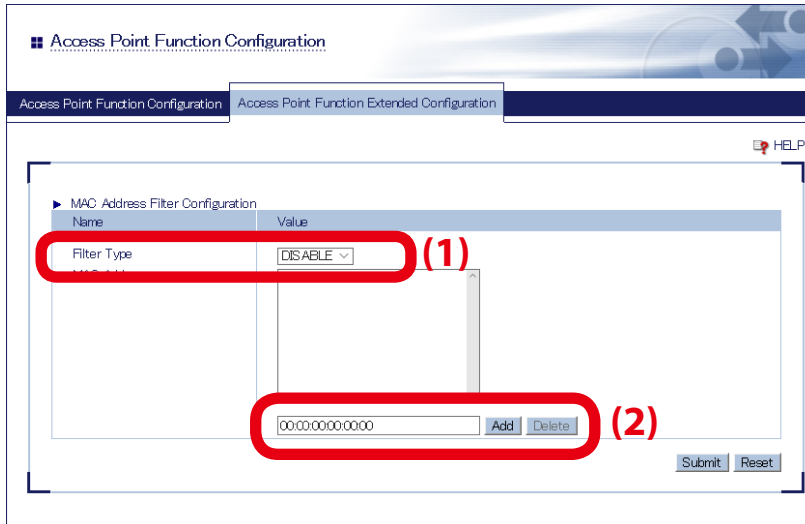 Access Point Function Configuration
Access Point Function Configuration Access Point Function Extended Configuration
HELP
MAC Address Filter Configuration
Name Value
Filter Type DISABLE (1)
00:00:00:00:00:00 Add Delete (2)
Submit Reset